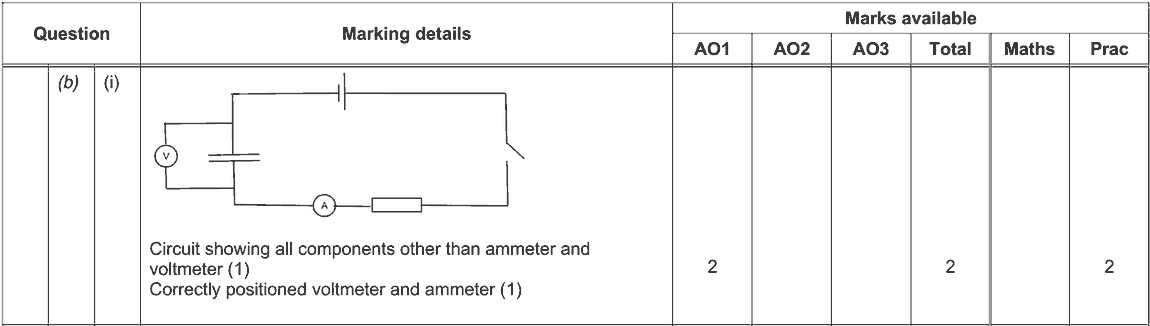 Question
Marking details
Marks available
AO1 AO2 AO3 Total Maths Prac
(b) (i)
V
A
Circuit showing all components other than ammeter and
voltmeter (1)
Correctly positioned voltmeter and ammeter (1)
2 2 2